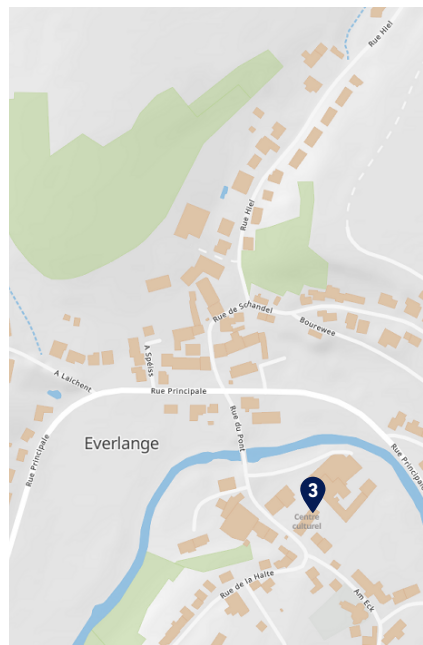 Rue Hiel
Rue Hiel
Rue de Schandel
Bourewee
A Spéiss
A Laichent
Rue Principale
Rue Principale
Everlange
Rue du Pont
Rue Principale
3
Centre
culturel
Rue de la Halte
Am Eck